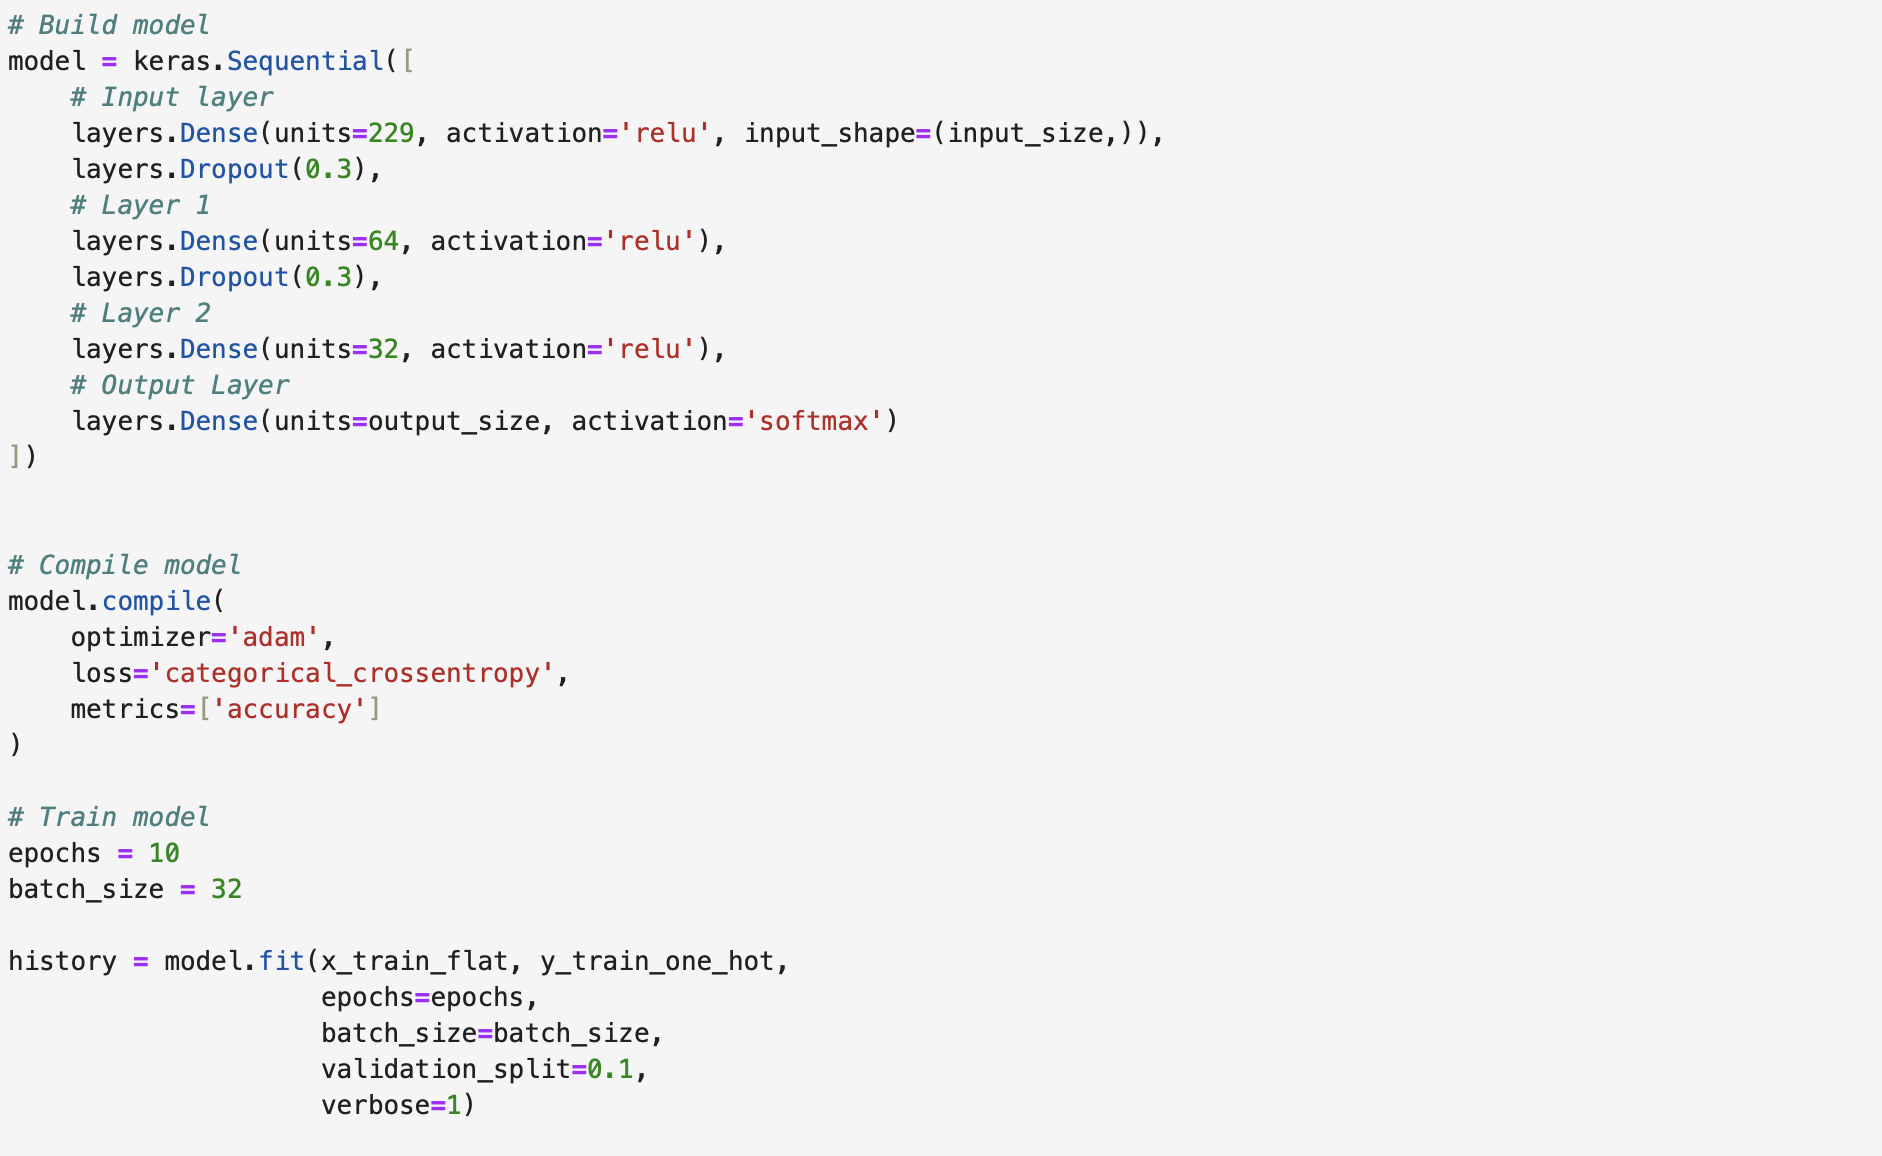 # Build model
model = keras.Sequential([
    # Input layer
    layers.Dense(units=229, activation='relu', input_shape=(input_size,)),
    layers.Dropout(0.3),
    # Layer 1
    layers.Dense(units=64, activation='relu'),
    layers.Dropout(0.3),
    # Layer 2
    layers.Dense(units=32, activation='relu'),
    # Output Layer
    layers.Dense(units=output_size, activation='softmax')
])
# Compile model
model.compile(
    optimizer='adam',
    loss='categorical_crossentropy',
    metrics=['accuracy']
)
# Train model
epochs = 10
batch_size = 32
history = model.fit(x_train_flat, y_train_one_hot,
                    epochs=epochs,
                    batch_size=batch_size,
                    validation_split=0.1,
                    verbose=1)